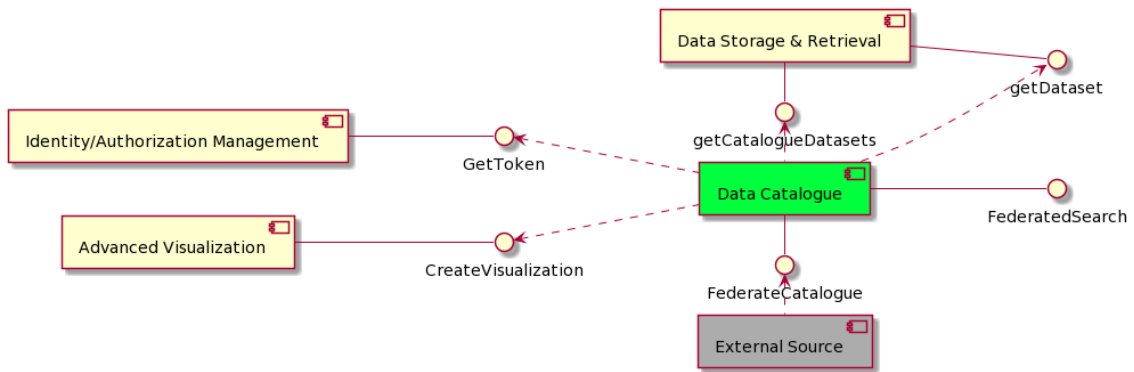 Data Storage & Retrieval
getDataset
Identity/Authorization Management
GetToken
getCatalogueDatasets
Data Catalogue
FederatedSearch
Advanced Visualization
CreateVisualization
FederateCatalogue
External Source